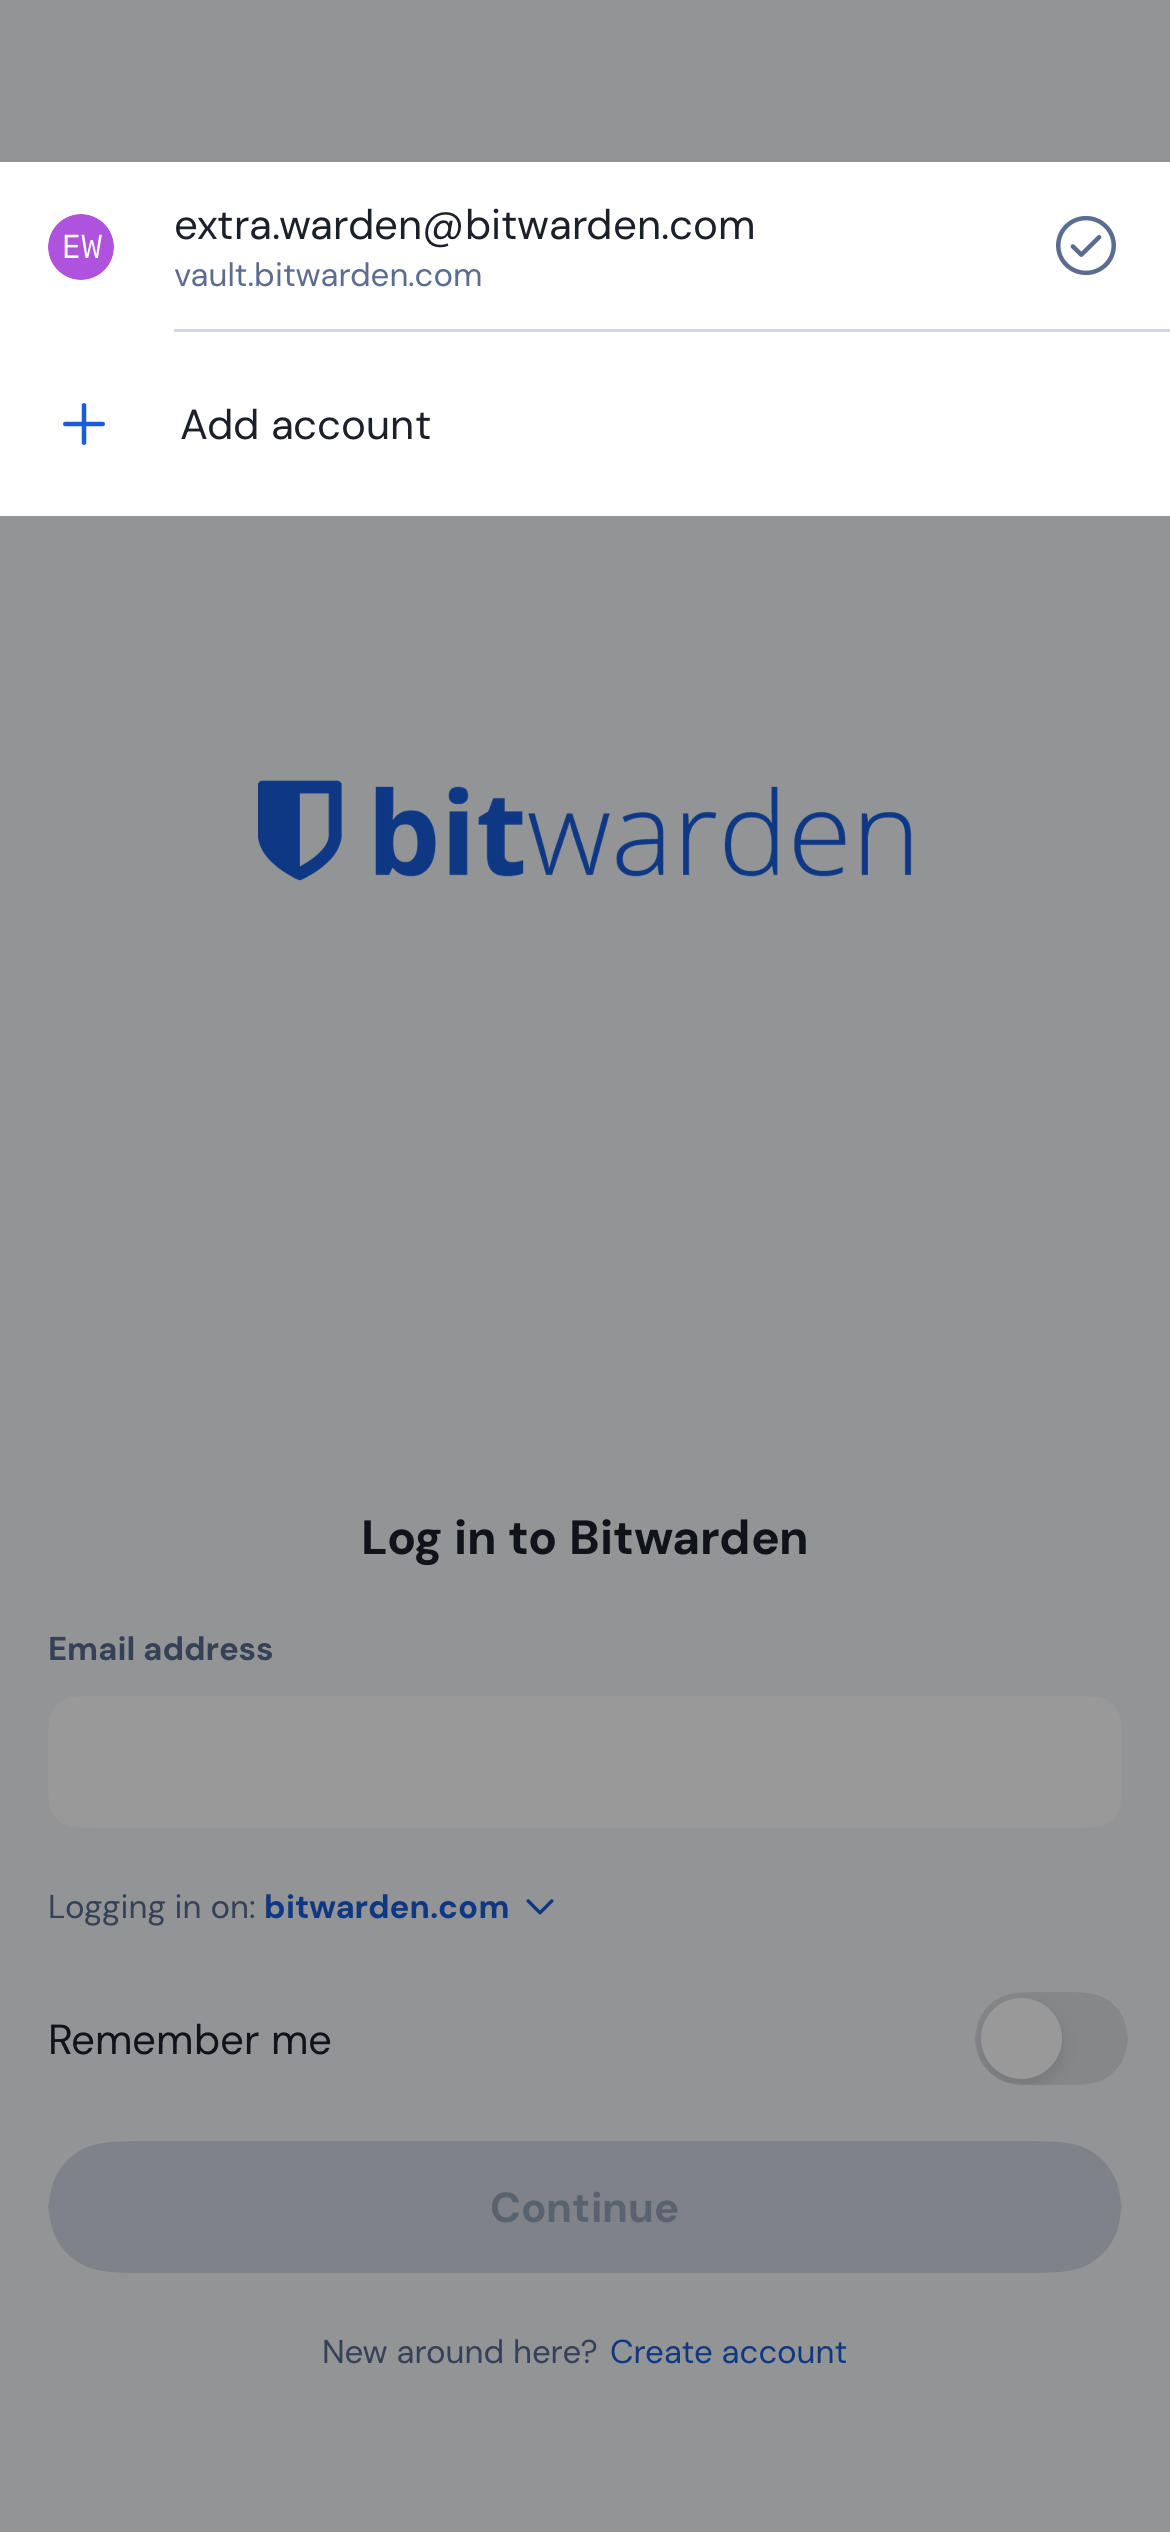 EW
extra.warden@bitwarden.com
vault.bitwarden.com
Add account
bitwarden
Log in to Bitwarden
Email address
Logging in on: bitwarden.com
Remember me
Continue
New around here? Create account